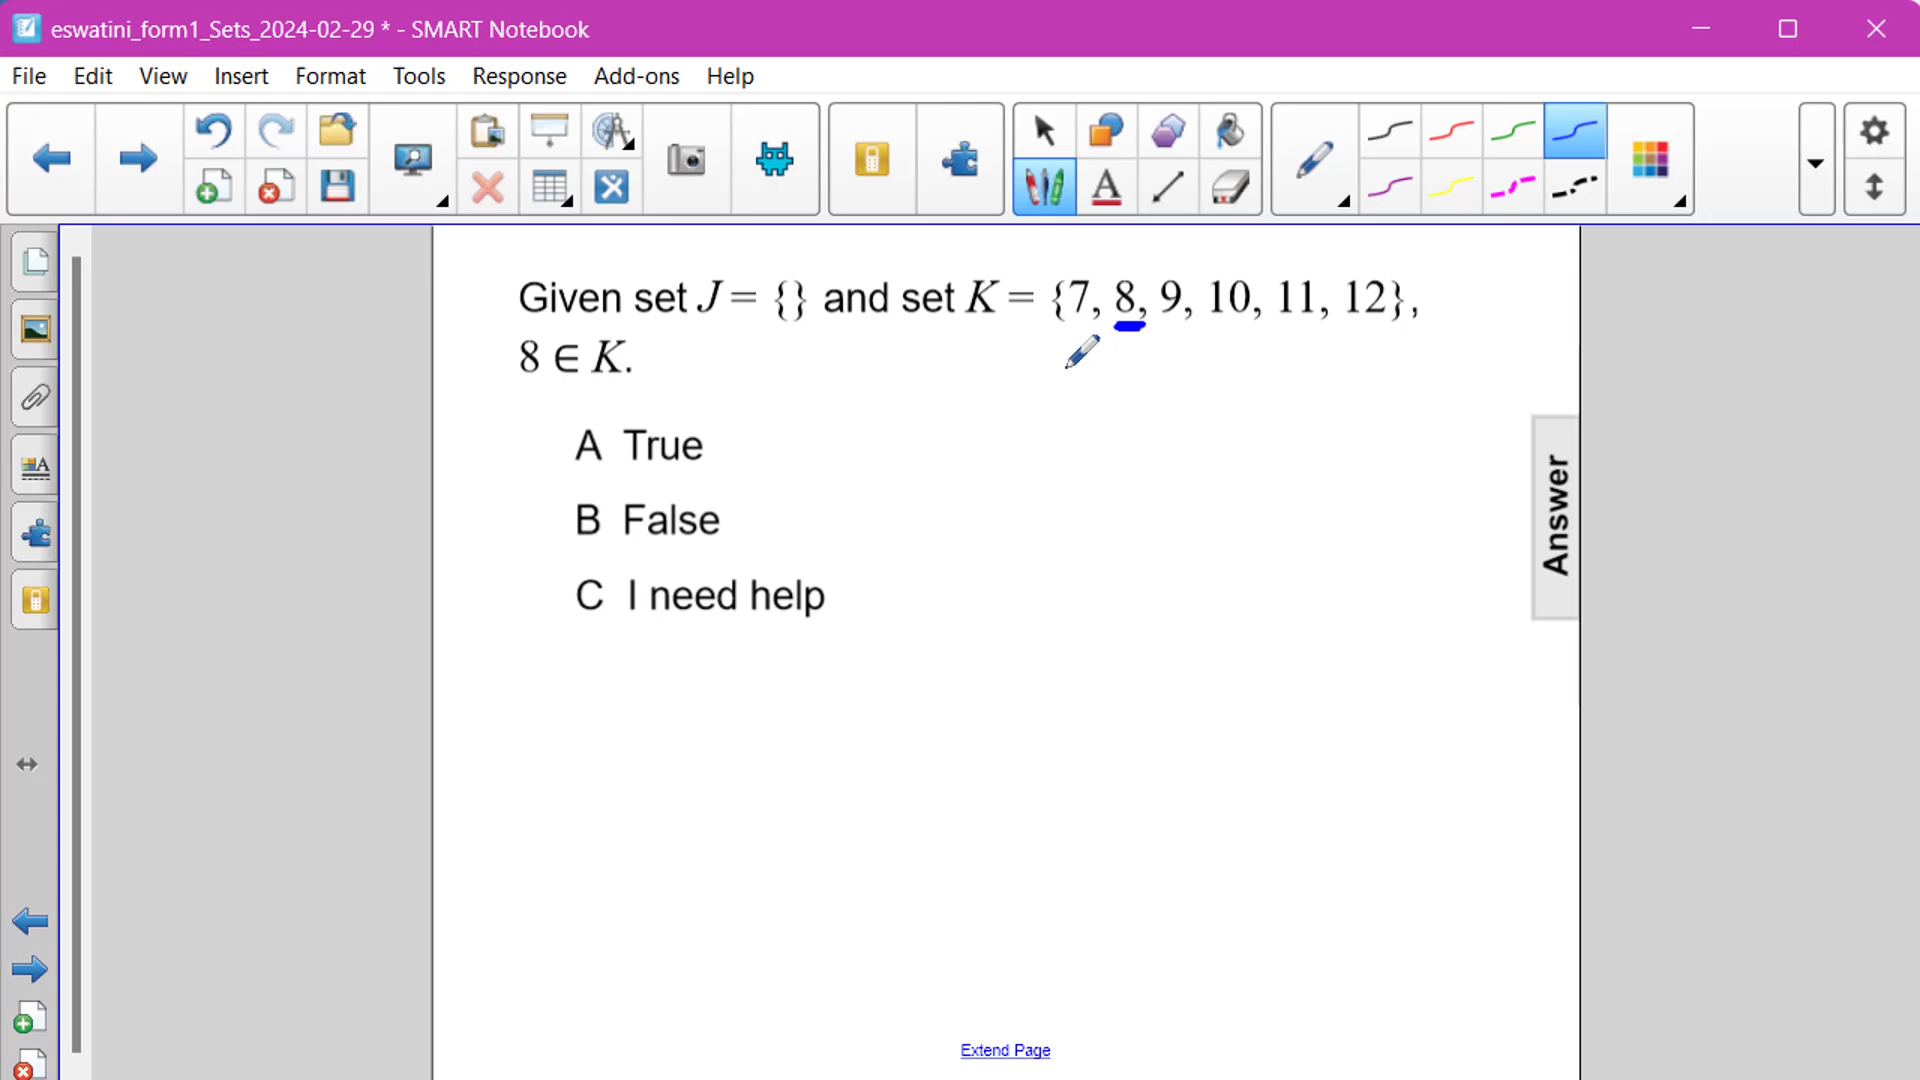 eswatini_form1_Sets_2024-02-29 * - SMART Notebook
File Edit View Insert Format Tools Response Add-ons Help
Given set J = {} and set K = {7, 8, 9, 10, 11, 12},
8 ∈ K.
A True
B False
C I need help
Answer
Extend Page